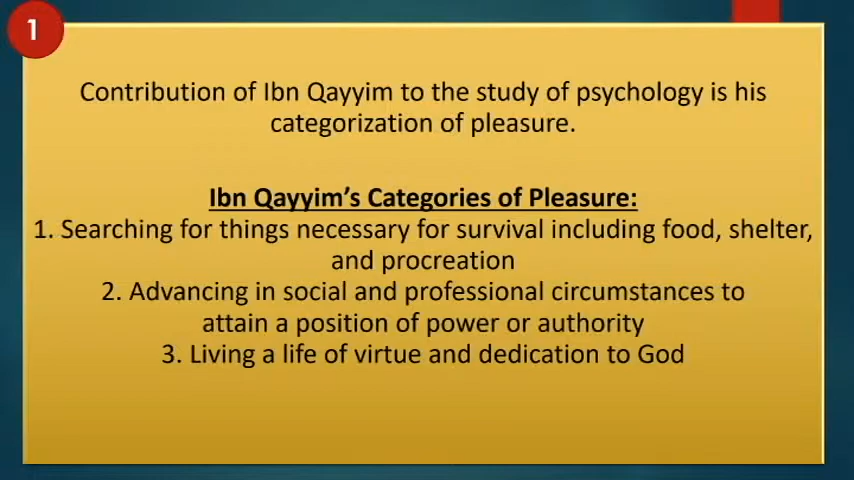 1
Contribution of Ibn Qayyim to the study of psychology is his
categorization of pleasure.
Ibn Qayyim's Categories of Pleasure:
1. Searching for things necessary for survival including food, shelter,
and procreation
2. Advancing in social and professional circumstances to
attain a position of power or authority
3. Living a life of virtue and dedication to God